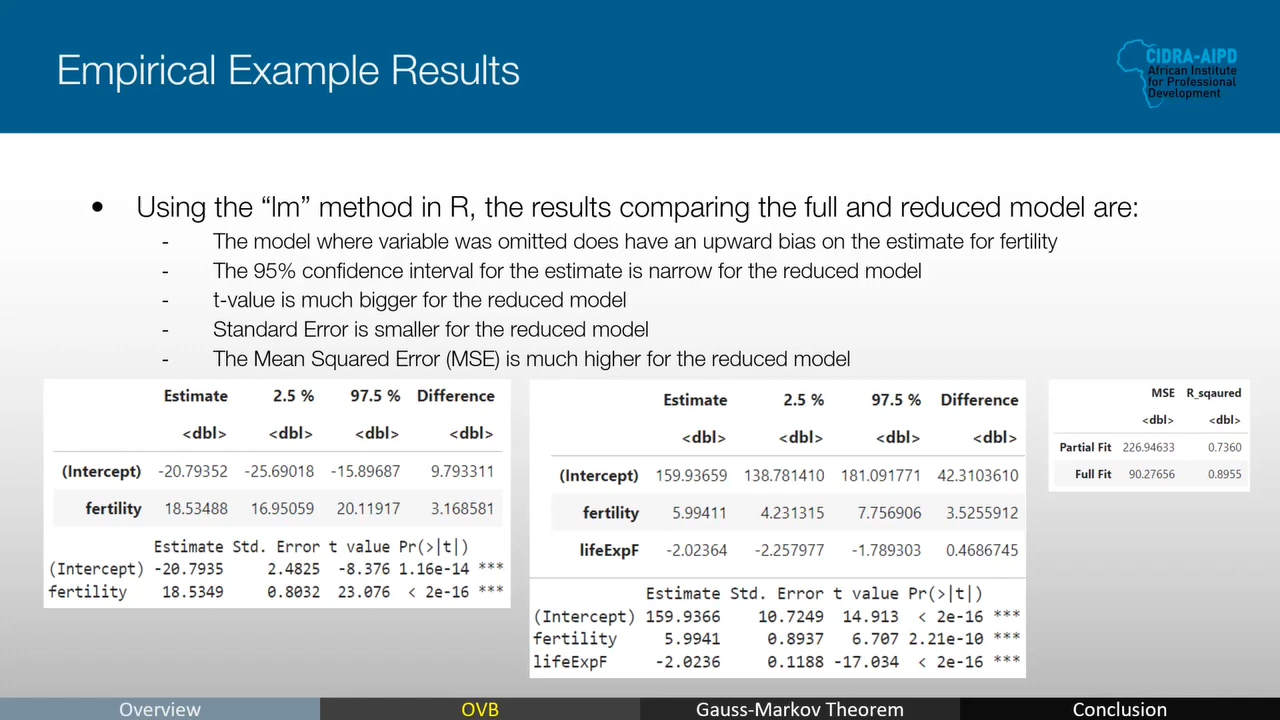 Empirical Example Results
CIDRA-AIPD
African Institute
for Professional
Development
• Using the “lm” method in R, the results comparing the full and reduced model are:
- The model where variable was omitted does have an upward bias on the estimate for fertility
- The 95% confidence interval for the estimate is narrow for the reduced model
- t-value is much bigger for the reduced model
- Standard Error is smaller for the reduced model
- The Mean Squared Error (MSE) is much higher for the reduced model
Estimate 2.5 % 97.5 % Difference
<dbl> <dbl> <dbl> <dbl>
(Intercept) -20.79352 -25.69018 -15.89687 9.793311
fertility 18.53488 16.95059 20.11917 3.168581
Estimate Std. Error t value Pr(>|t|)
(Intercept) -20.7935 2.4825 -8.376 1.16e-14 ***
fertility 18.5349 0.8032 23.076 < 2e-16 ***
Estimate 2.5 % 97.5 % Difference
<dbl> <dbl> <dbl> <dbl>
(Intercept) 159.93659 138.781410 181.091771 42.3103610
fertility 5.99411 4.231315 7.756906 3.5255912
lifeExpF -2.02364 -2.257977 -1.789303 0.4686745
Estimate Std. Error t value Pr(>|t|)
(Intercept) 159.9366 10.7249 14.913 < 2e-16 ***
fertility 5.9941 0.8937 6.707 2.21e-10 ***
lifeExpF -2.0236 0.1188 -17.034 < 2e-16 ***
MSE R_sqaured
<dbl> <dbl>
Partial Fit 226.94633 0.7360
Full Fit 90.27656 0.8955
Overview OVB Gauss-Markov Theorem Conclusion